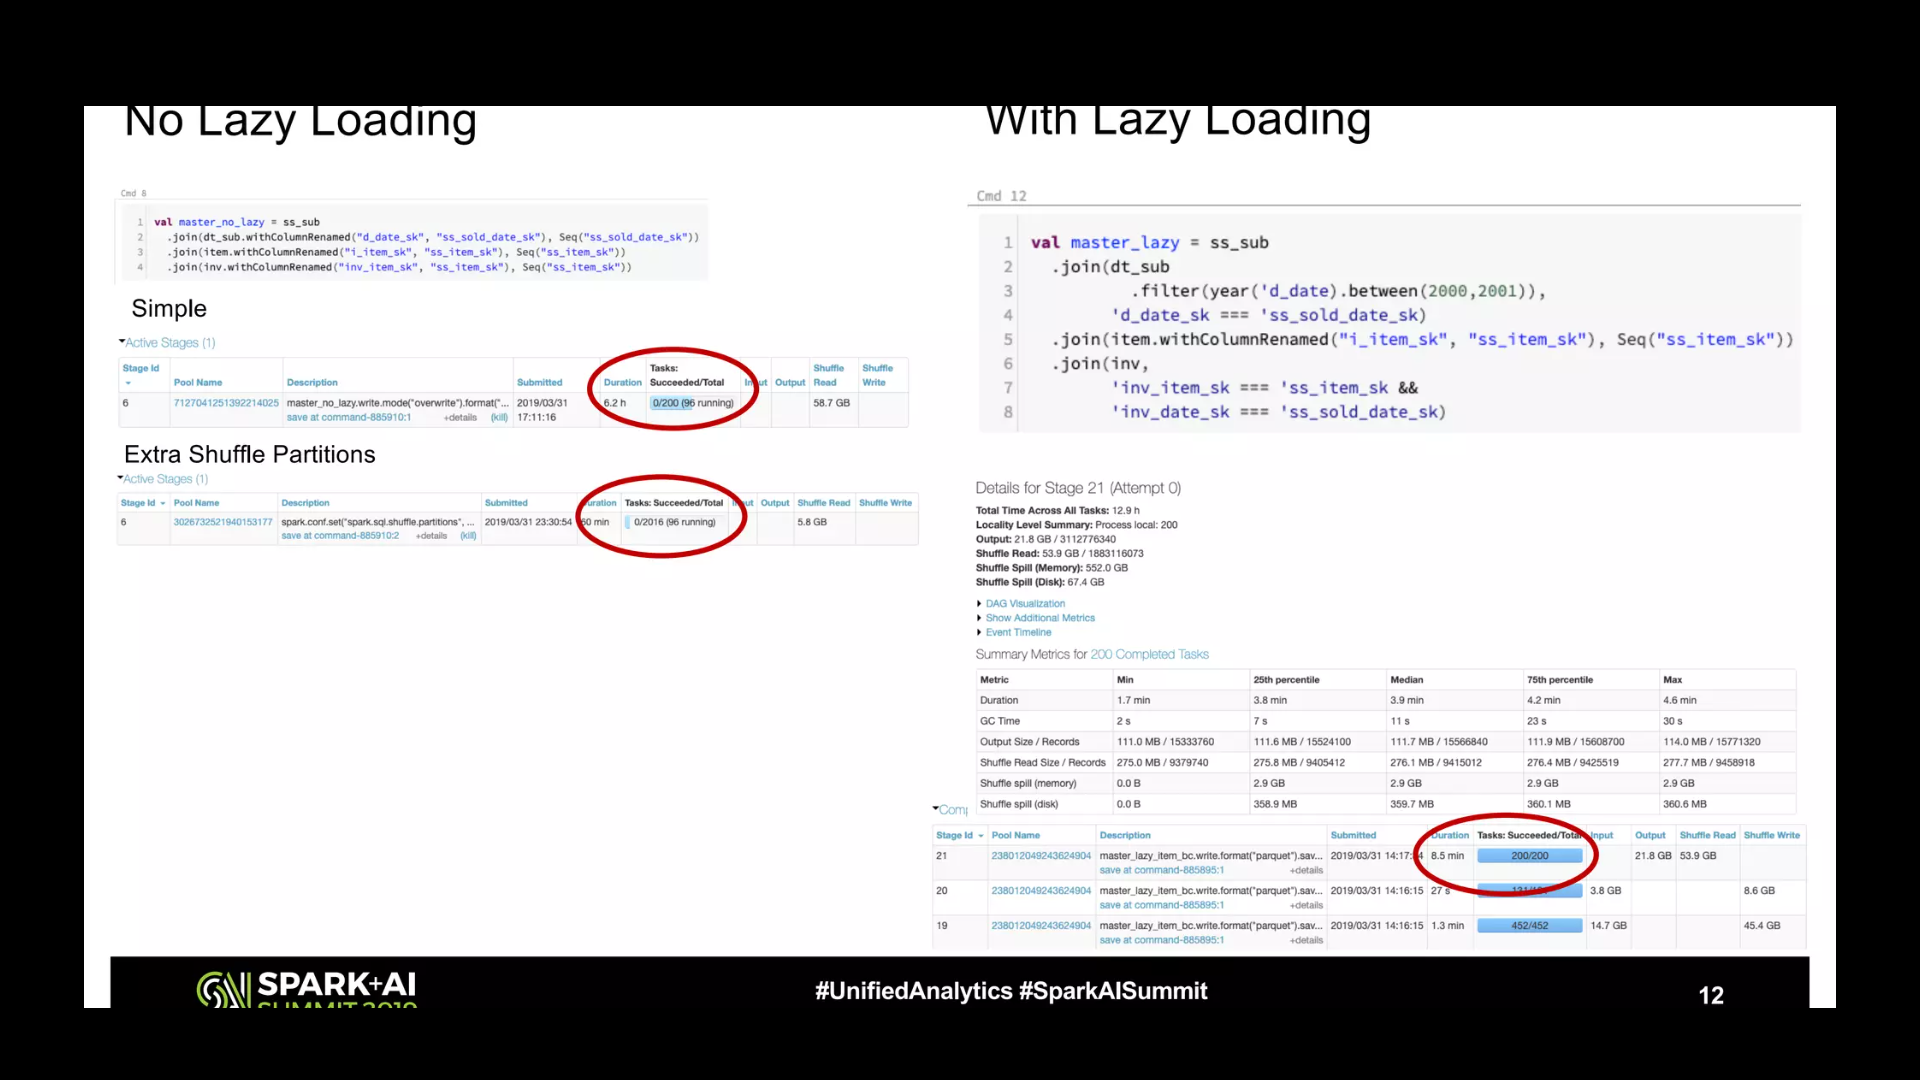 No Lazy Loading
Cmd 8
1 val master_no_lazy = ss_sub
2 .join(dt_sub.withColumnRenamed("d_date_sk", "ss_sold_date_sk"), Seq("ss_sold_date_sk"))
3 .join(item.withColumnRenamed("i_item_sk", "ss_item_sk"), Seq("ss_item_sk"))
4 .join(inv.withColumnRenamed("inv_item_sk", "ss_item_sk"), Seq("ss_item_sk"))
Simple
Active Stages (1)
Stage Id Pool Name Description Submitted Duration Tasks: Succeeded/Total Input Output Shuffle Read Shuffle Write
6 7127041251392214025 master_no_lazy.write.mode("overwrite").format("... 2019/03/31 6.2 h 0/200 (96 running) 58.7 GB
save at command-885910:1 +details (kill) 17:11:16
Extra Shuffle Partitions
Active Stages (1)
Stage Id Pool Name Description Submitted Duration Tasks: Succeeded/Total Input Output Shuffle Read Shuffle Write
6 3026732521940153177 spark.conf.set("spark.sql.shuffle.partitions", ... 2019/03/31 23:30:54 60 min 0/2016 (96 running) 5.8 GB
save at command-885910:2 +details (kill)
With Lazy Loading
Cmd 12
1 val master_lazy = ss_sub
2 .join(dt_sub
3 .filter(year('d_date).between(2000,2001)),
4 'd_date_sk === 'ss_sold_date_sk)
5 .join(item.withColumnRenamed("i_item_sk", "ss_item_sk"), Seq("ss_item_sk"))
6 .join(inv,
7 'inv_item_sk === 'ss_item_sk &&
8 'inv_date_sk === 'ss_sold_date_sk)
Details for Stage 21 (Attempt 0)
Total Time Across All Tasks: 12.9 h
Locality Level Summary: Process local: 200
Output: 21.8 GB / 3112776340
Shuffle Read: 53.9 GB / 1883116073
Shuffle Spill (Memory): 552.0 GB
Shuffle Spill (Disk): 67.4 GB
DAG Visualization
Show Additional Metrics
Event Timeline
Summary Metrics for 200 Completed Tasks
Metric Min 25th percentile Median 75th percentile Max
Duration 1.7 min 3.8 min 3.9 min 4.2 min 4.6 min
GC Time 2 s 7 s 11 s 23 s 30 s
Output Size / Records 111.0 MB / 15333760 111.6 MB / 15524100 111.7 MB / 15566840 111.9 MB / 15608700 114.0 MB / 15771320
Shuffle Read Size / Records 275.0 MB / 9379740 275.8 MB / 9405412 276.1 MB / 9415012 276.4 MB / 9425519 277.7 MB / 9458918
Shuffle spill (memory) 0.0 B 2.9 GB 2.9 GB 2.9 GB 2.9 GB
Shuffle spill (disk) 0.0 B 358.9 MB 359.7 MB 360.1 MB 360.6 MB
Stage Id Pool Name Description Submitted Duration Tasks: Succeeded/Total Input Output Shuffle Read Shuffle Write
21 2380120492436249​04 master_lazy_item_bc.write.format("parquet").sav... 2019/03/31 14:17: 8.5 min 200/200 21.8 GB 53.9 GB
save at command-885895:1 +details
20 238012049243624904 master_lazy_item_bc.write.format("parquet").sav... 2019/03/31 14:16:15 27 s 3.8 GB 8.6 GB
save at command-885895:1 +details
19 238012049243624904 master_lazy_item_bc.write.format("parquet").sav... 2019/03/31 14:16:15 1.3 min 452/452 14.7 GB 45.4 GB
save at command-885895:1 +details
SPARK+AI
SUMMIT 2019
#UnifiedAnalytics #SparkAISummit
12